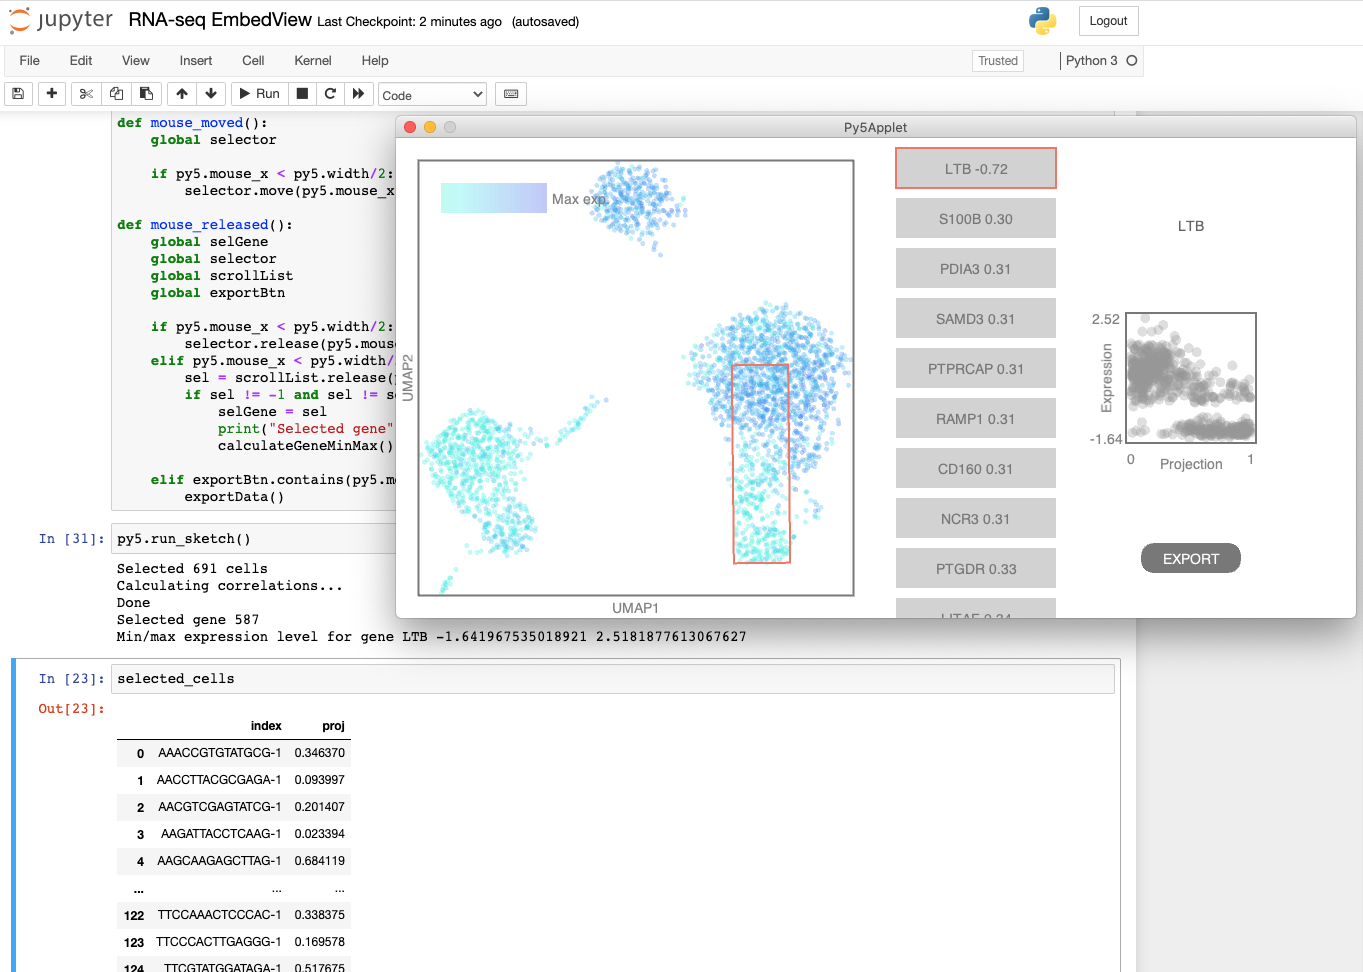 jupyter RNA-seq EmbedView Last Checkpoint: 2 minutes ago (autosaved)
Logout
File Edit View Insert Cell Kernel Help
Trusted
Python 3
Run
Code
def mouse_moved():
global selector
if py5.mouse_x < py5.width/2:
selector.move(py5.mouse_x
def mouse_released():
global selGene
global selector
global scrollList
global exportBtn
if py5.mouse_x < py5.width/2:
selector.release(py5.mous
elif py5.mouse_x < py5.width/
sel = scrollList.release(
if sel != -1 and sel != s
selGene = sel
print("Selected gene"
calculateGeneMinMax()
elif exportBtn.contains(py5.m
exportData()
Py5Applet
Max exp.
UMAP2
UMAP1
LTB -0.72
S100B 0.30
PDIA3 0.31
SAMD3 0.31
PTPRCAP 0.31
RAMP1 0.31
CD160 0.31
NCR3 0.31
PTGDR 0.33
LTB
2.52
Expression
-1.64
0
Projection
1
EXPORT
In [31]: py5.run_sketch()
Selected 691 cells
Calculating correlations...
Done
Selected gene 587
Min/max expression level for gene LTB -1.641967535018921 2.5181877613067627
In [23]: selected_cells
Out[23]:
index proj
0 AAACCGTGTATGCG-1 0.346370
1 AACCTTACGCGAGA-1 0.093997
2 AACGTCGAGTATCG-1 0.201407
3 AAGATTACCTCAAG-1 0.023394
4 AAGCAAGAGCTTAG-1 0.684119
... ... ...
122 TTCCAAACTCCCAC-1 0.338375
123 TTCCCACTTGAGGG-1 0.169578
124 TTCGTATGGATAGA-1 0.517675